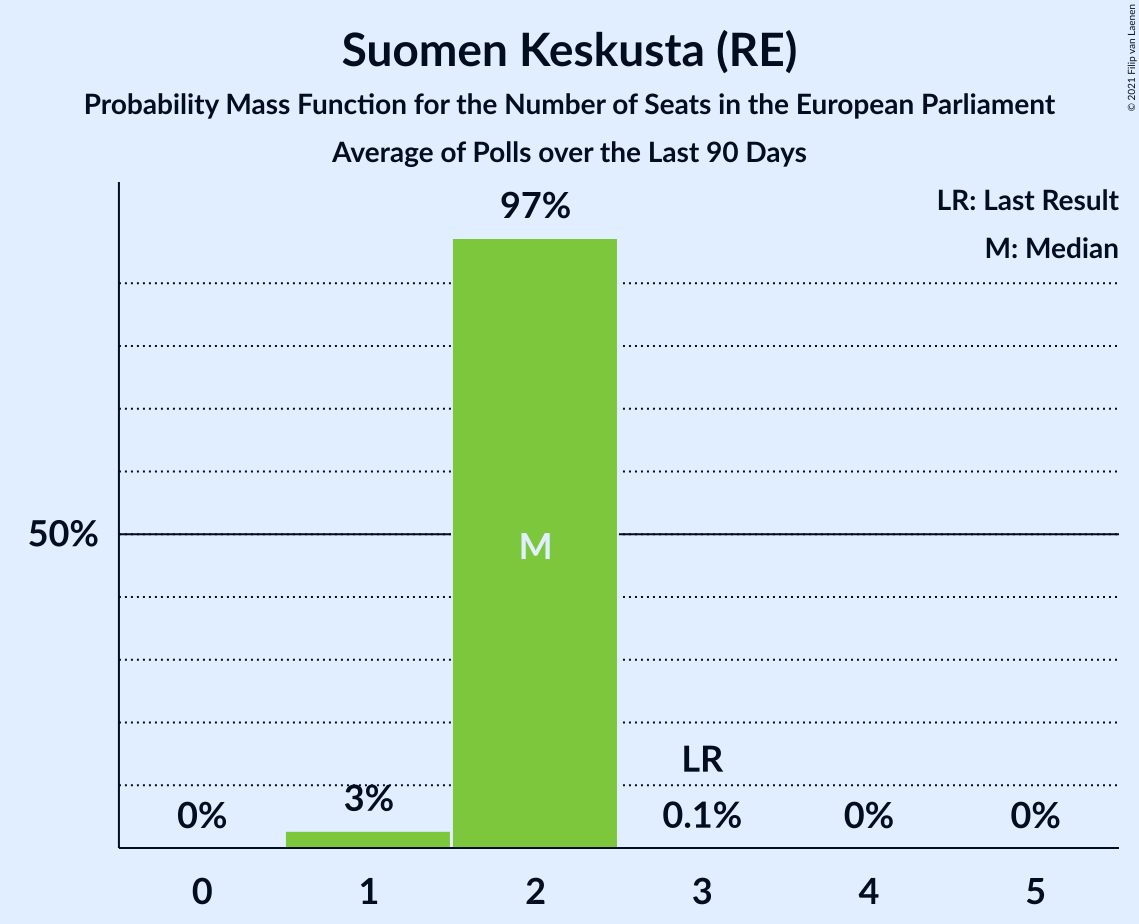 Suomen Keskusta (RE)
Probability Mass Function for the Number of Seats in the European Parliament
Average of Polls over the Last 90 Days
© 2021 Filip van Laenen
LR: Last Result
M: Median
97%
50%
M
LR
0%
3%
0.1%
0%
0%
0 1 2 3 4 5